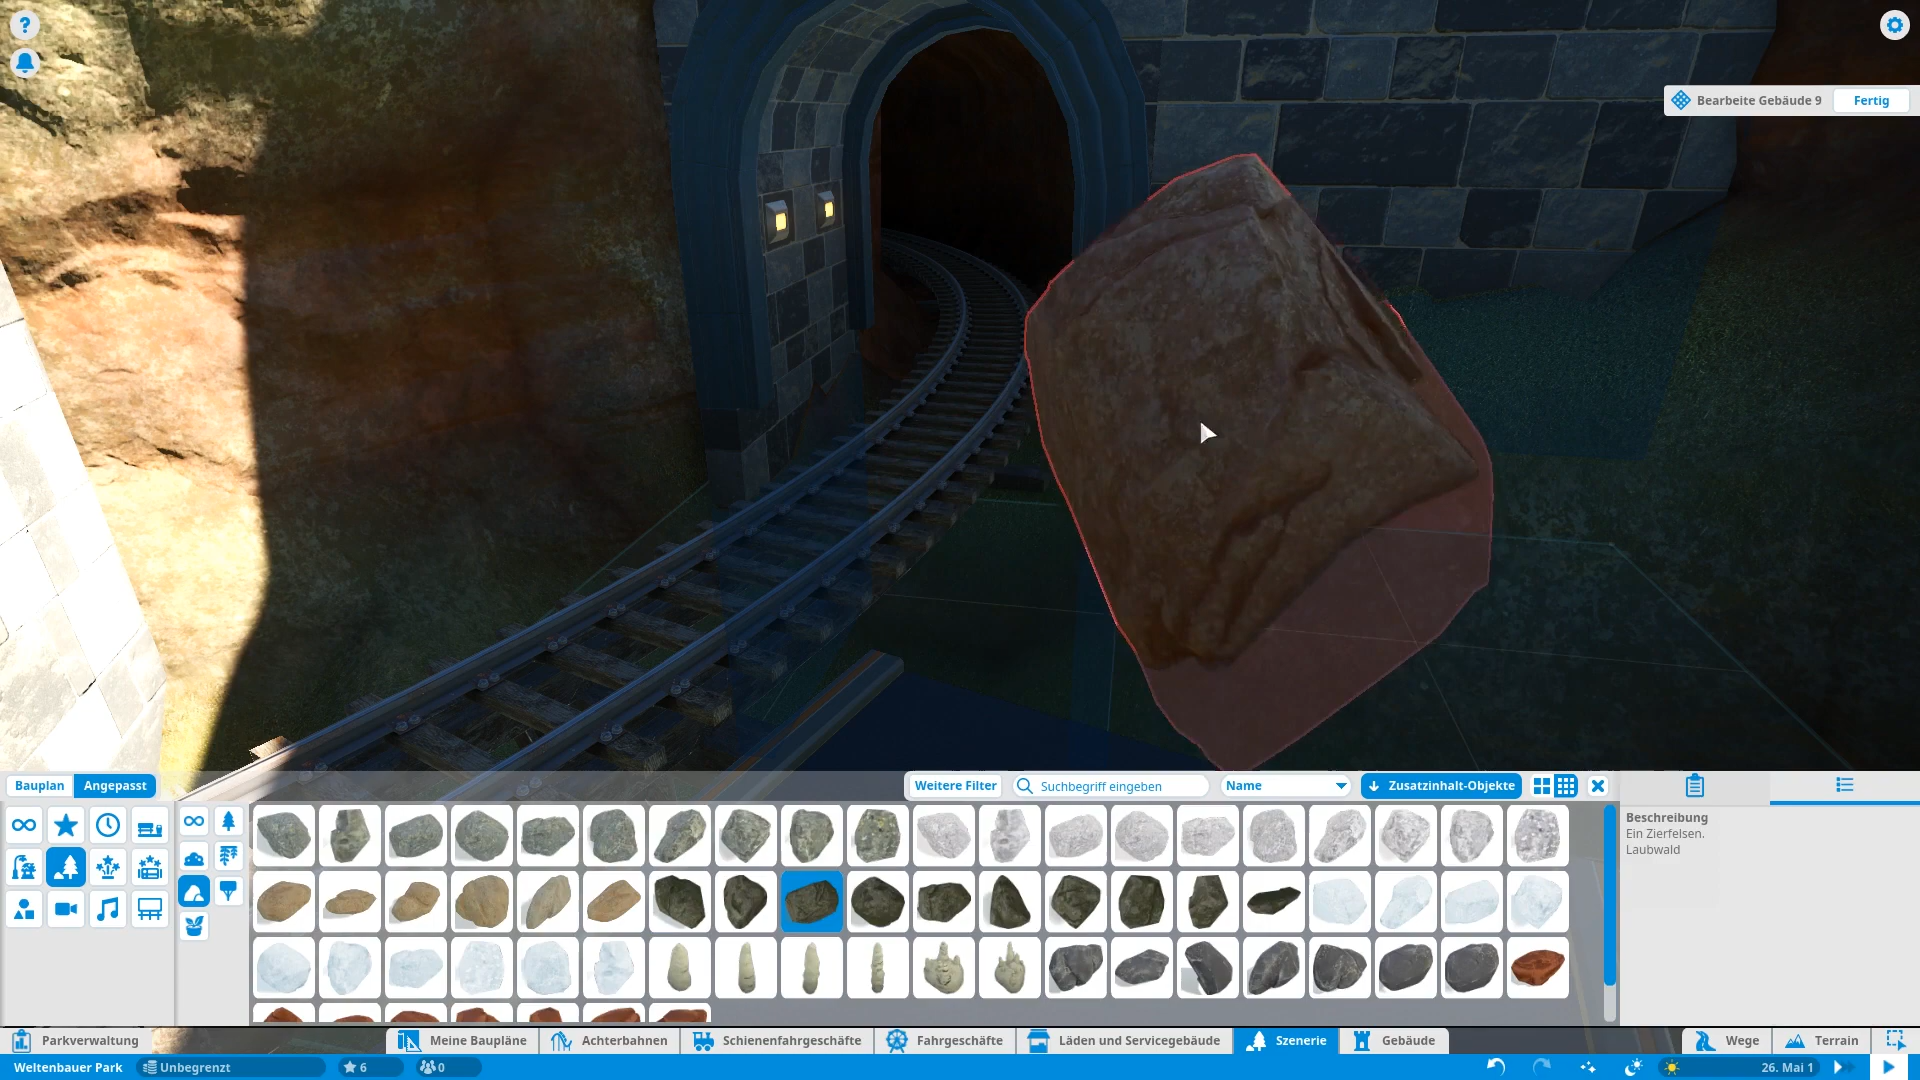 ?
Bearbeite Gebäude 9 Fertig
Bauplan Angepasst Weitere Filter Suchbegriff eingeben Name Zusatzinhalt-Objekte
Beschreibung
Ein Zierfelsen.
Laubwald
Parkverwaltung Meine Baupläne Achterbahnen Schienenfahrgeschäfte Fahrgeschäfte Läden und Servicegebäude Szenerie Gebäude Wege Terrain
Weltenbauer Park Unbegrenzt 6 0 26. Mai 1